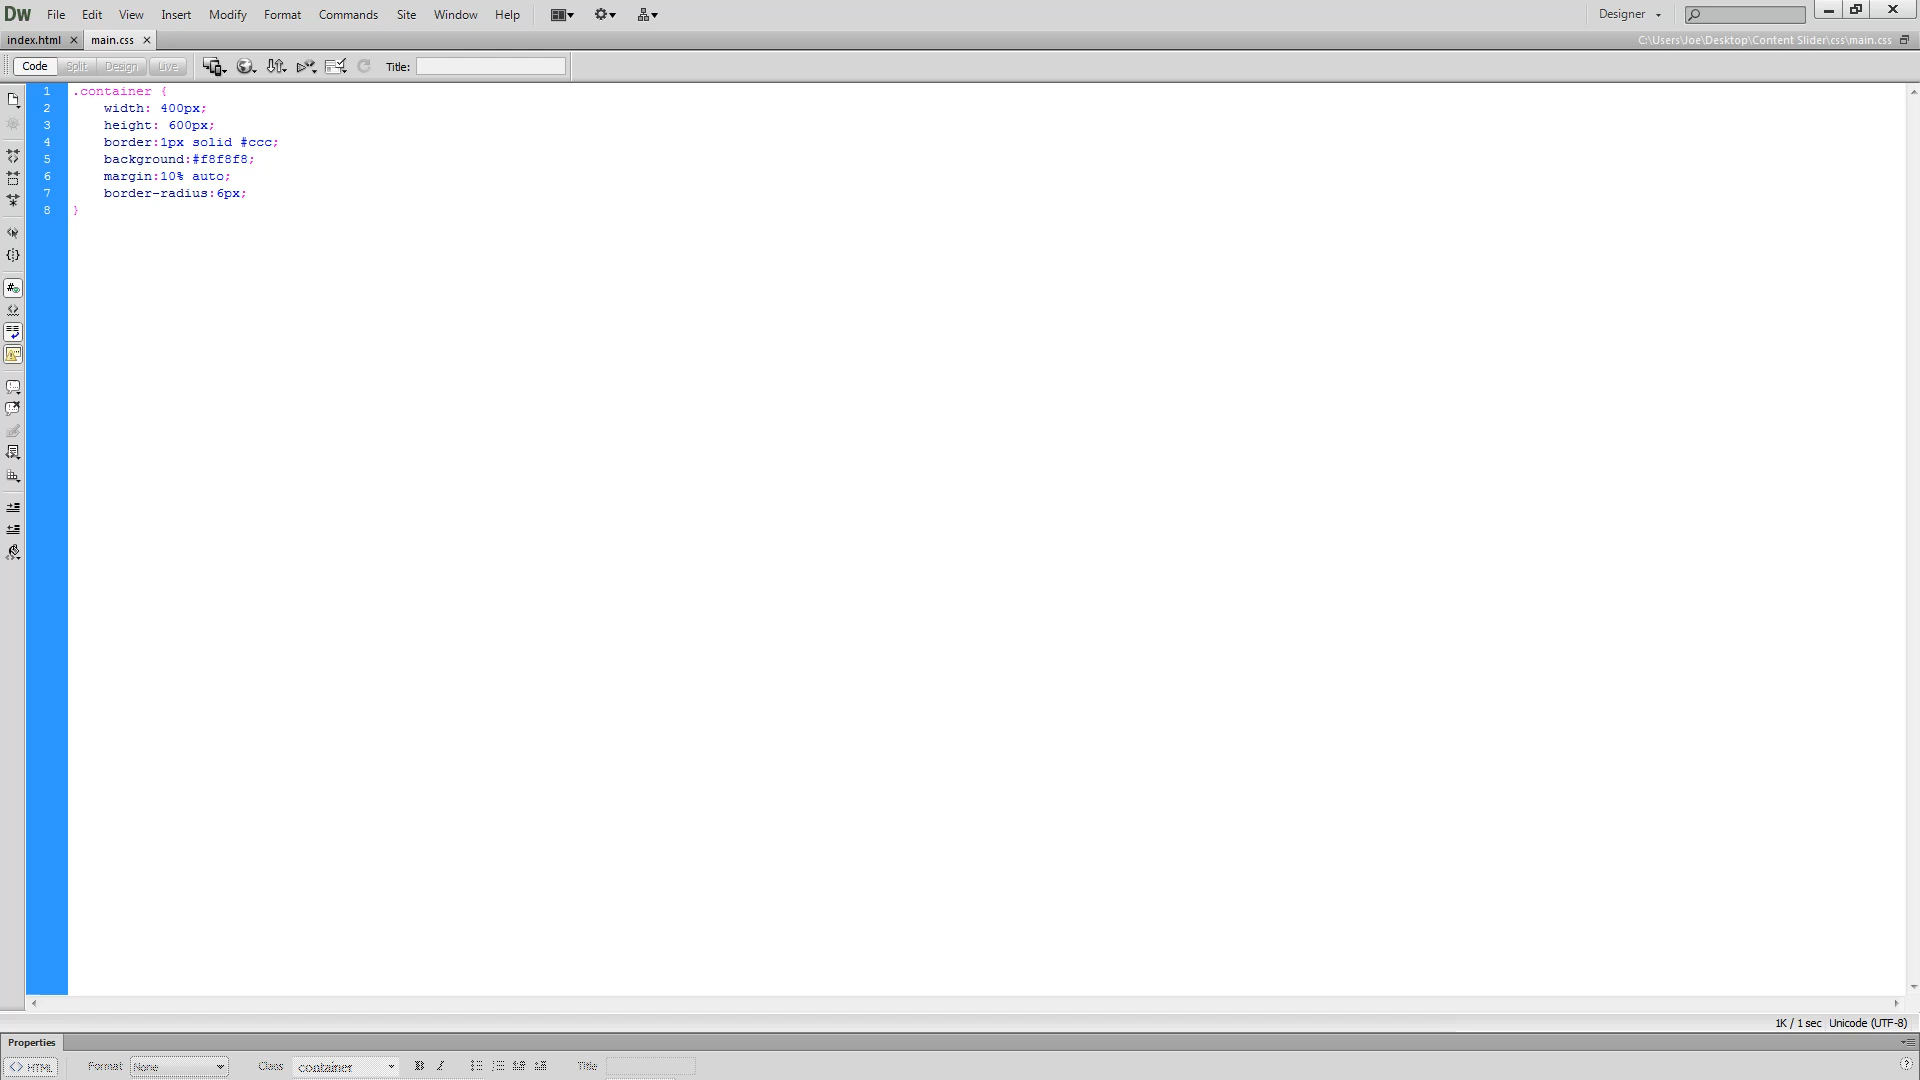 Dw File Edit View Insert Modify Format Commands Site Window Help Designer
index.html main.css C:\Users\Joe\Desktop\Content Slider\css\main.css
Code Split Design Live Title:
1 .container {
2 width: 400px;
3 height: 600px;
4 border:1px solid #ccc;
5 background:#f8f8f8;
6 margin:10% auto;
7 border-radius:6px;
8 }
1K / 1 sec Unicode (UTF-8)
Properties
<> HTML Format None Class container B I Title